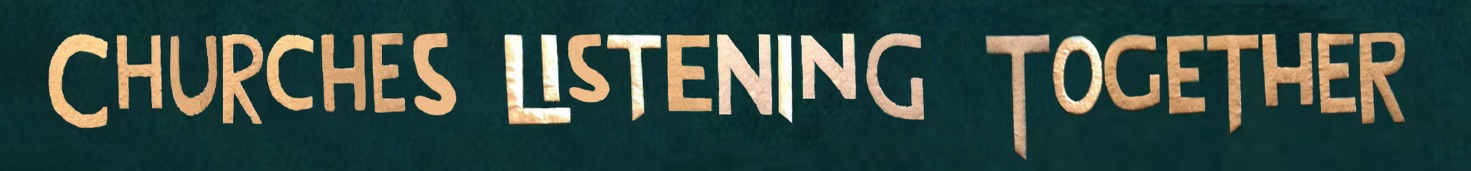 CHURCHES LISTENING TOGETHER